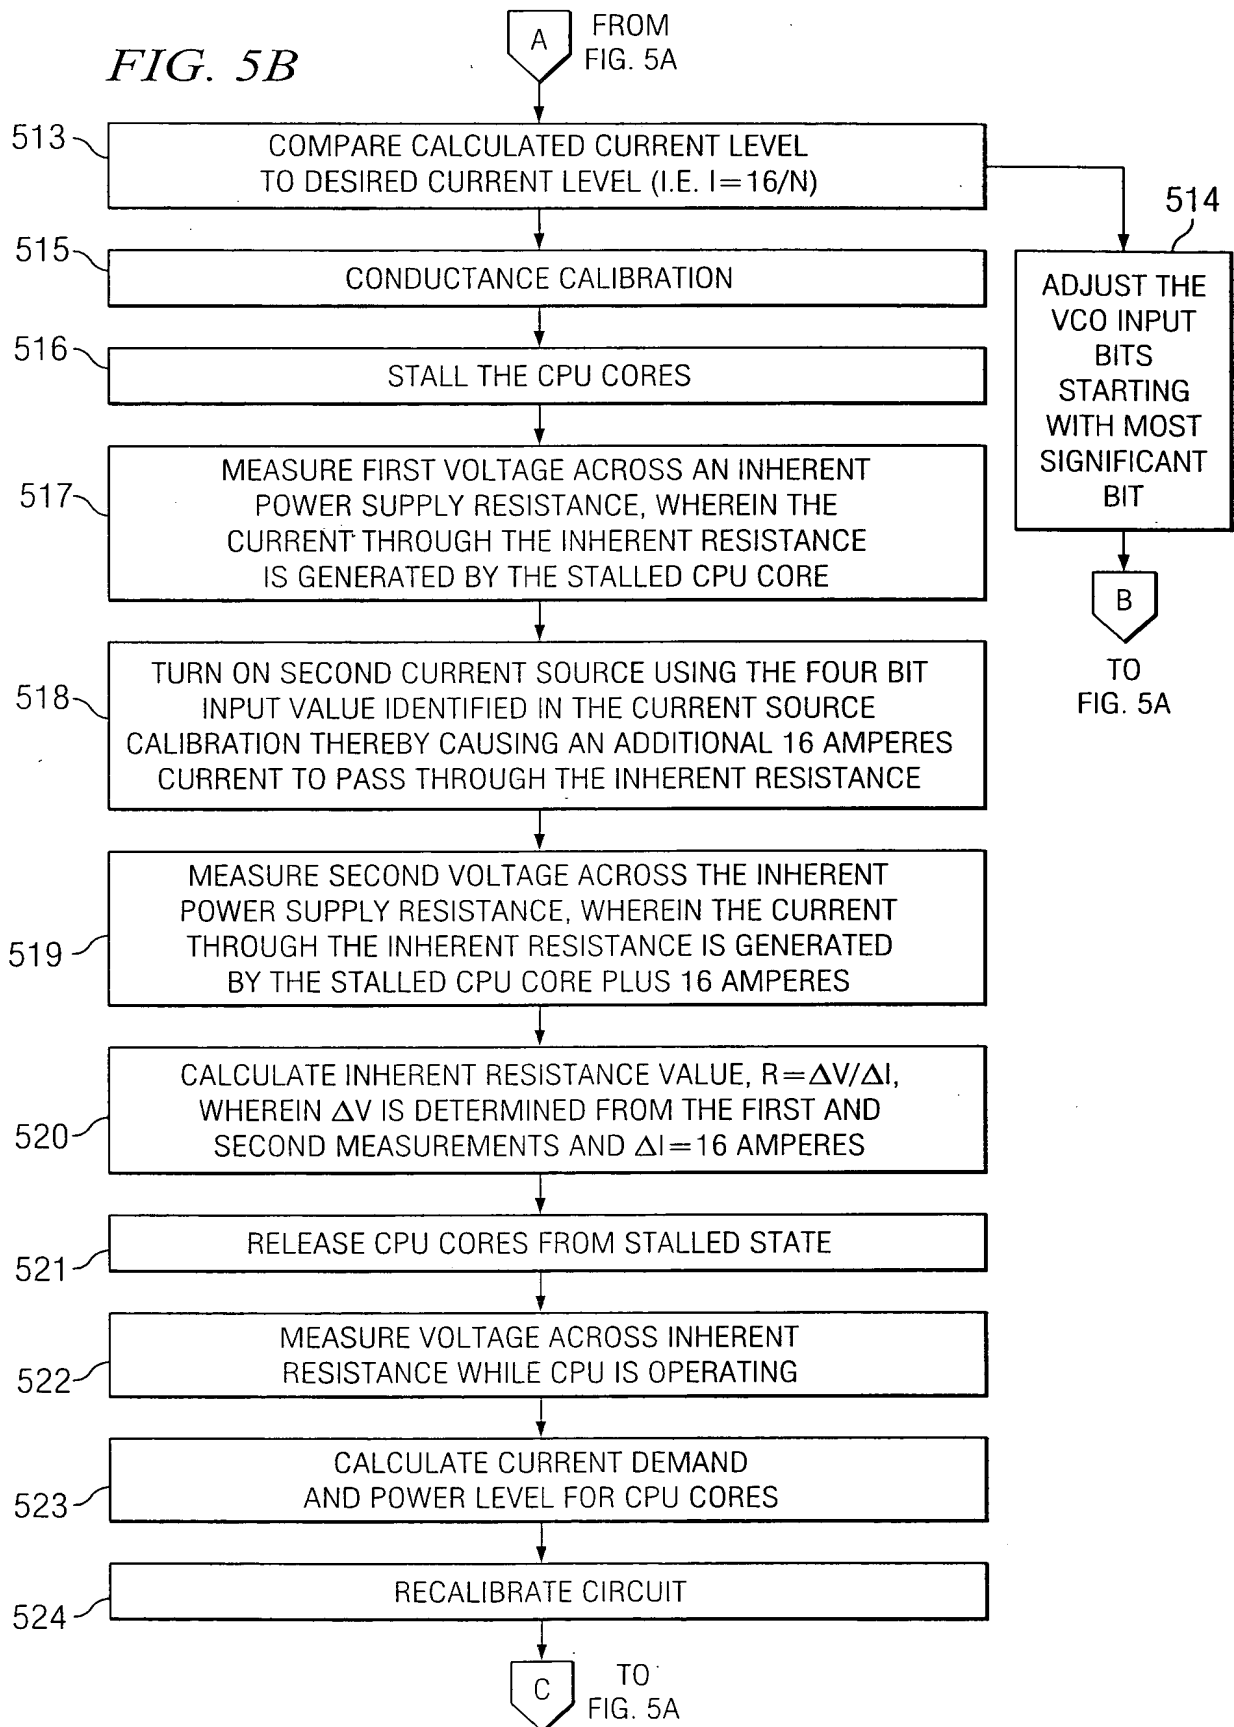 FIG. 5B
A
FROM
FIG. 5A
513
COMPARE CALCULATED CURRENT LEVEL
TO DESIRED CURRENT LEVEL (I.E. I=16/N)
514
ADJUST THE
VCO INPUT
BITS
STARTING
WITH MOST
SIGNIFICANT
BIT
B
TO
FIG. 5A
515
CONDUCTANCE CALIBRATION
516
STALL THE CPU CORES
517
MEASURE FIRST VOLTAGE ACROSS AN INHERENT
POWER SUPPLY RESISTANCE, WHEREIN THE
CURRENT THROUGH THE INHERENT RESISTANCE
IS GENERATED BY THE STALLED CPU CORE
518
TURN ON SECOND CURRENT SOURCE USING THE FOUR BIT
INPUT VALUE IDENTIFIED IN THE CURRENT SOURCE
CALIBRATION THEREBY CAUSING AN ADDITIONAL 16 AMPERES
CURRENT TO PASS THROUGH THE INHERENT RESISTANCE
519
MEASURE SECOND VOLTAGE ACROSS THE INHERENT
POWER SUPPLY RESISTANCE, WHEREIN THE CURRENT
THROUGH THE INHERENT RESISTANCE IS GENERATED
BY THE STALLED CPU CORE PLUS 16 AMPERES
520
CALCULATE INHERENT RESISTANCE VALUE, R=ΔV/ΔI,
WHEREIN ΔV IS DETERMINED FROM THE FIRST AND
SECOND MEASUREMENTS AND ΔI=16 AMPERES
521
RELEASE CPU CORES FROM STALLED STATE
522
MEASURE VOLTAGE ACROSS INHERENT
RESISTANCE WHILE CPU IS OPERATING
523
CALCULATE CURRENT DEMAND
AND POWER LEVEL FOR CPU CORES
524
RECALIBRATE CIRCUIT
C
TO
FIG. 5A